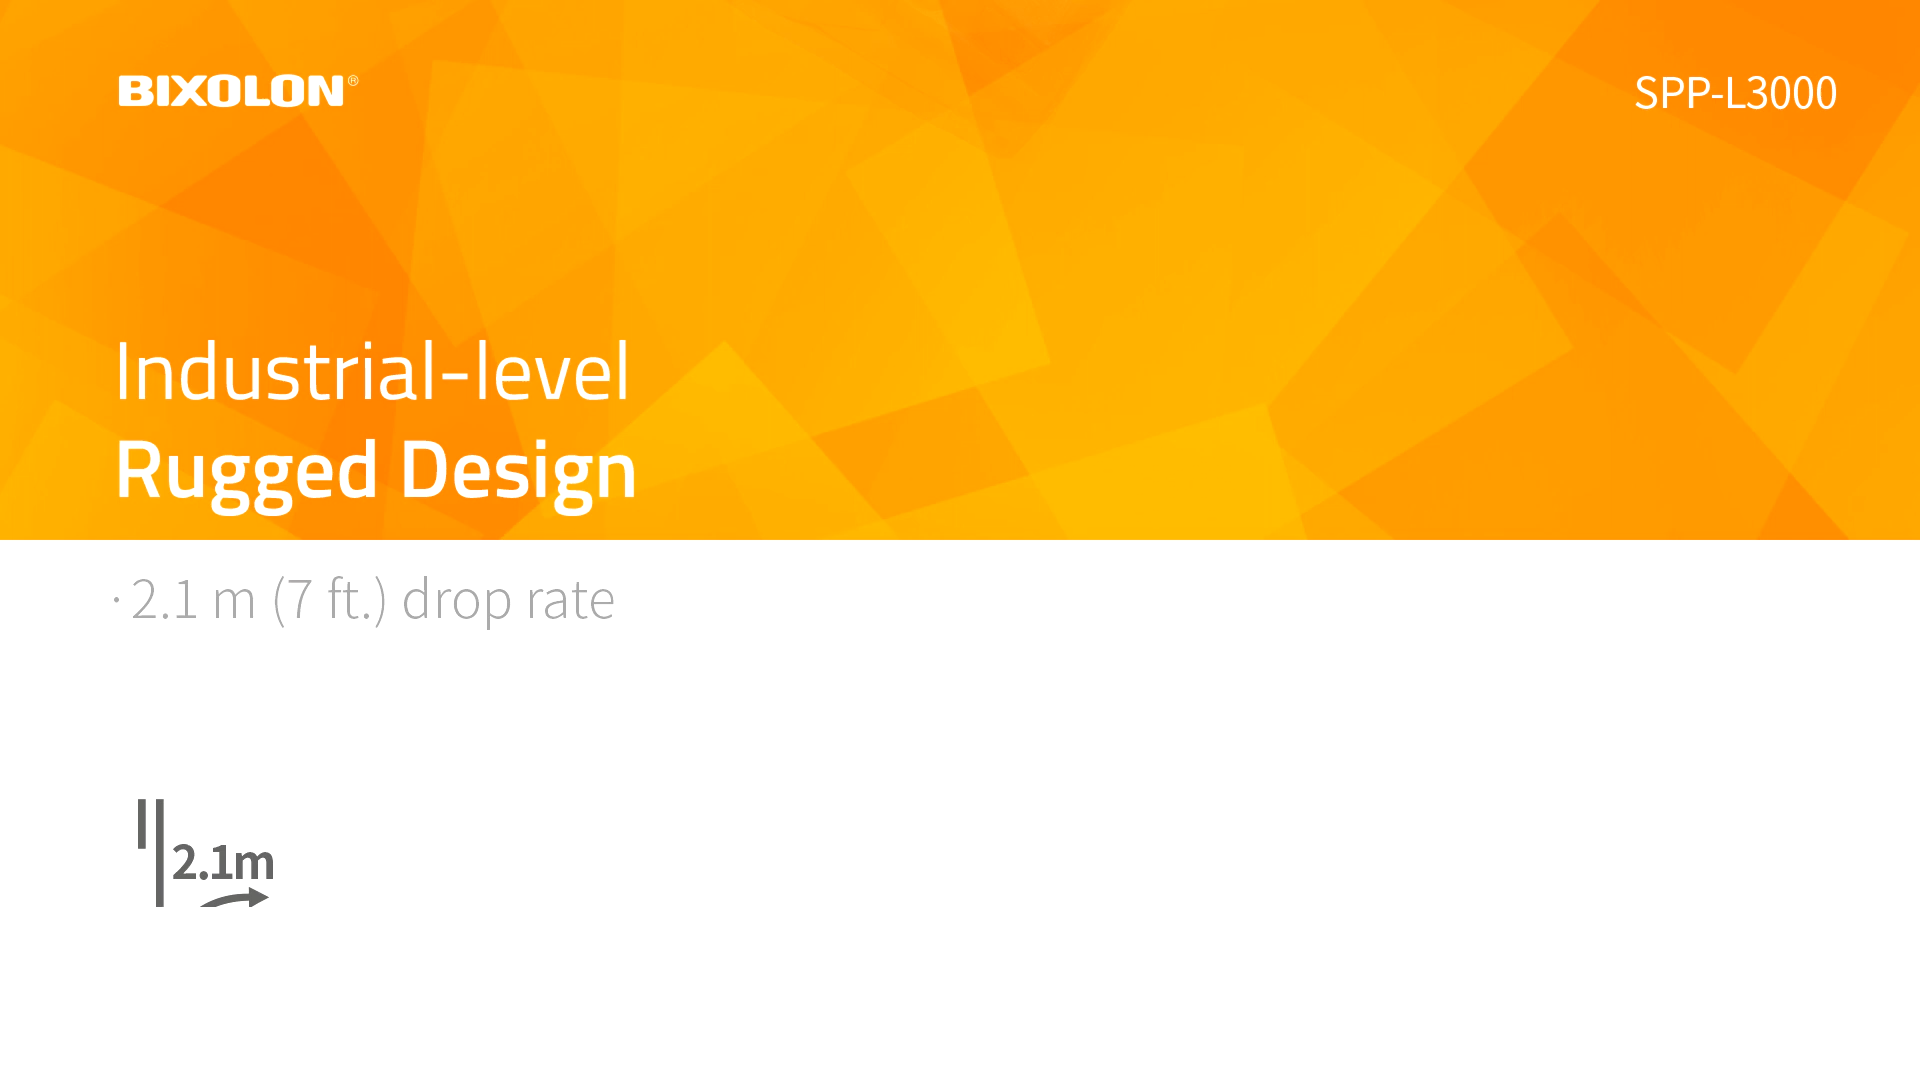 BIXOLON®
SPP-L3000
Industrial-level
Rugged Design
· 2.1 m (7 ft.) drop rate
2.1m